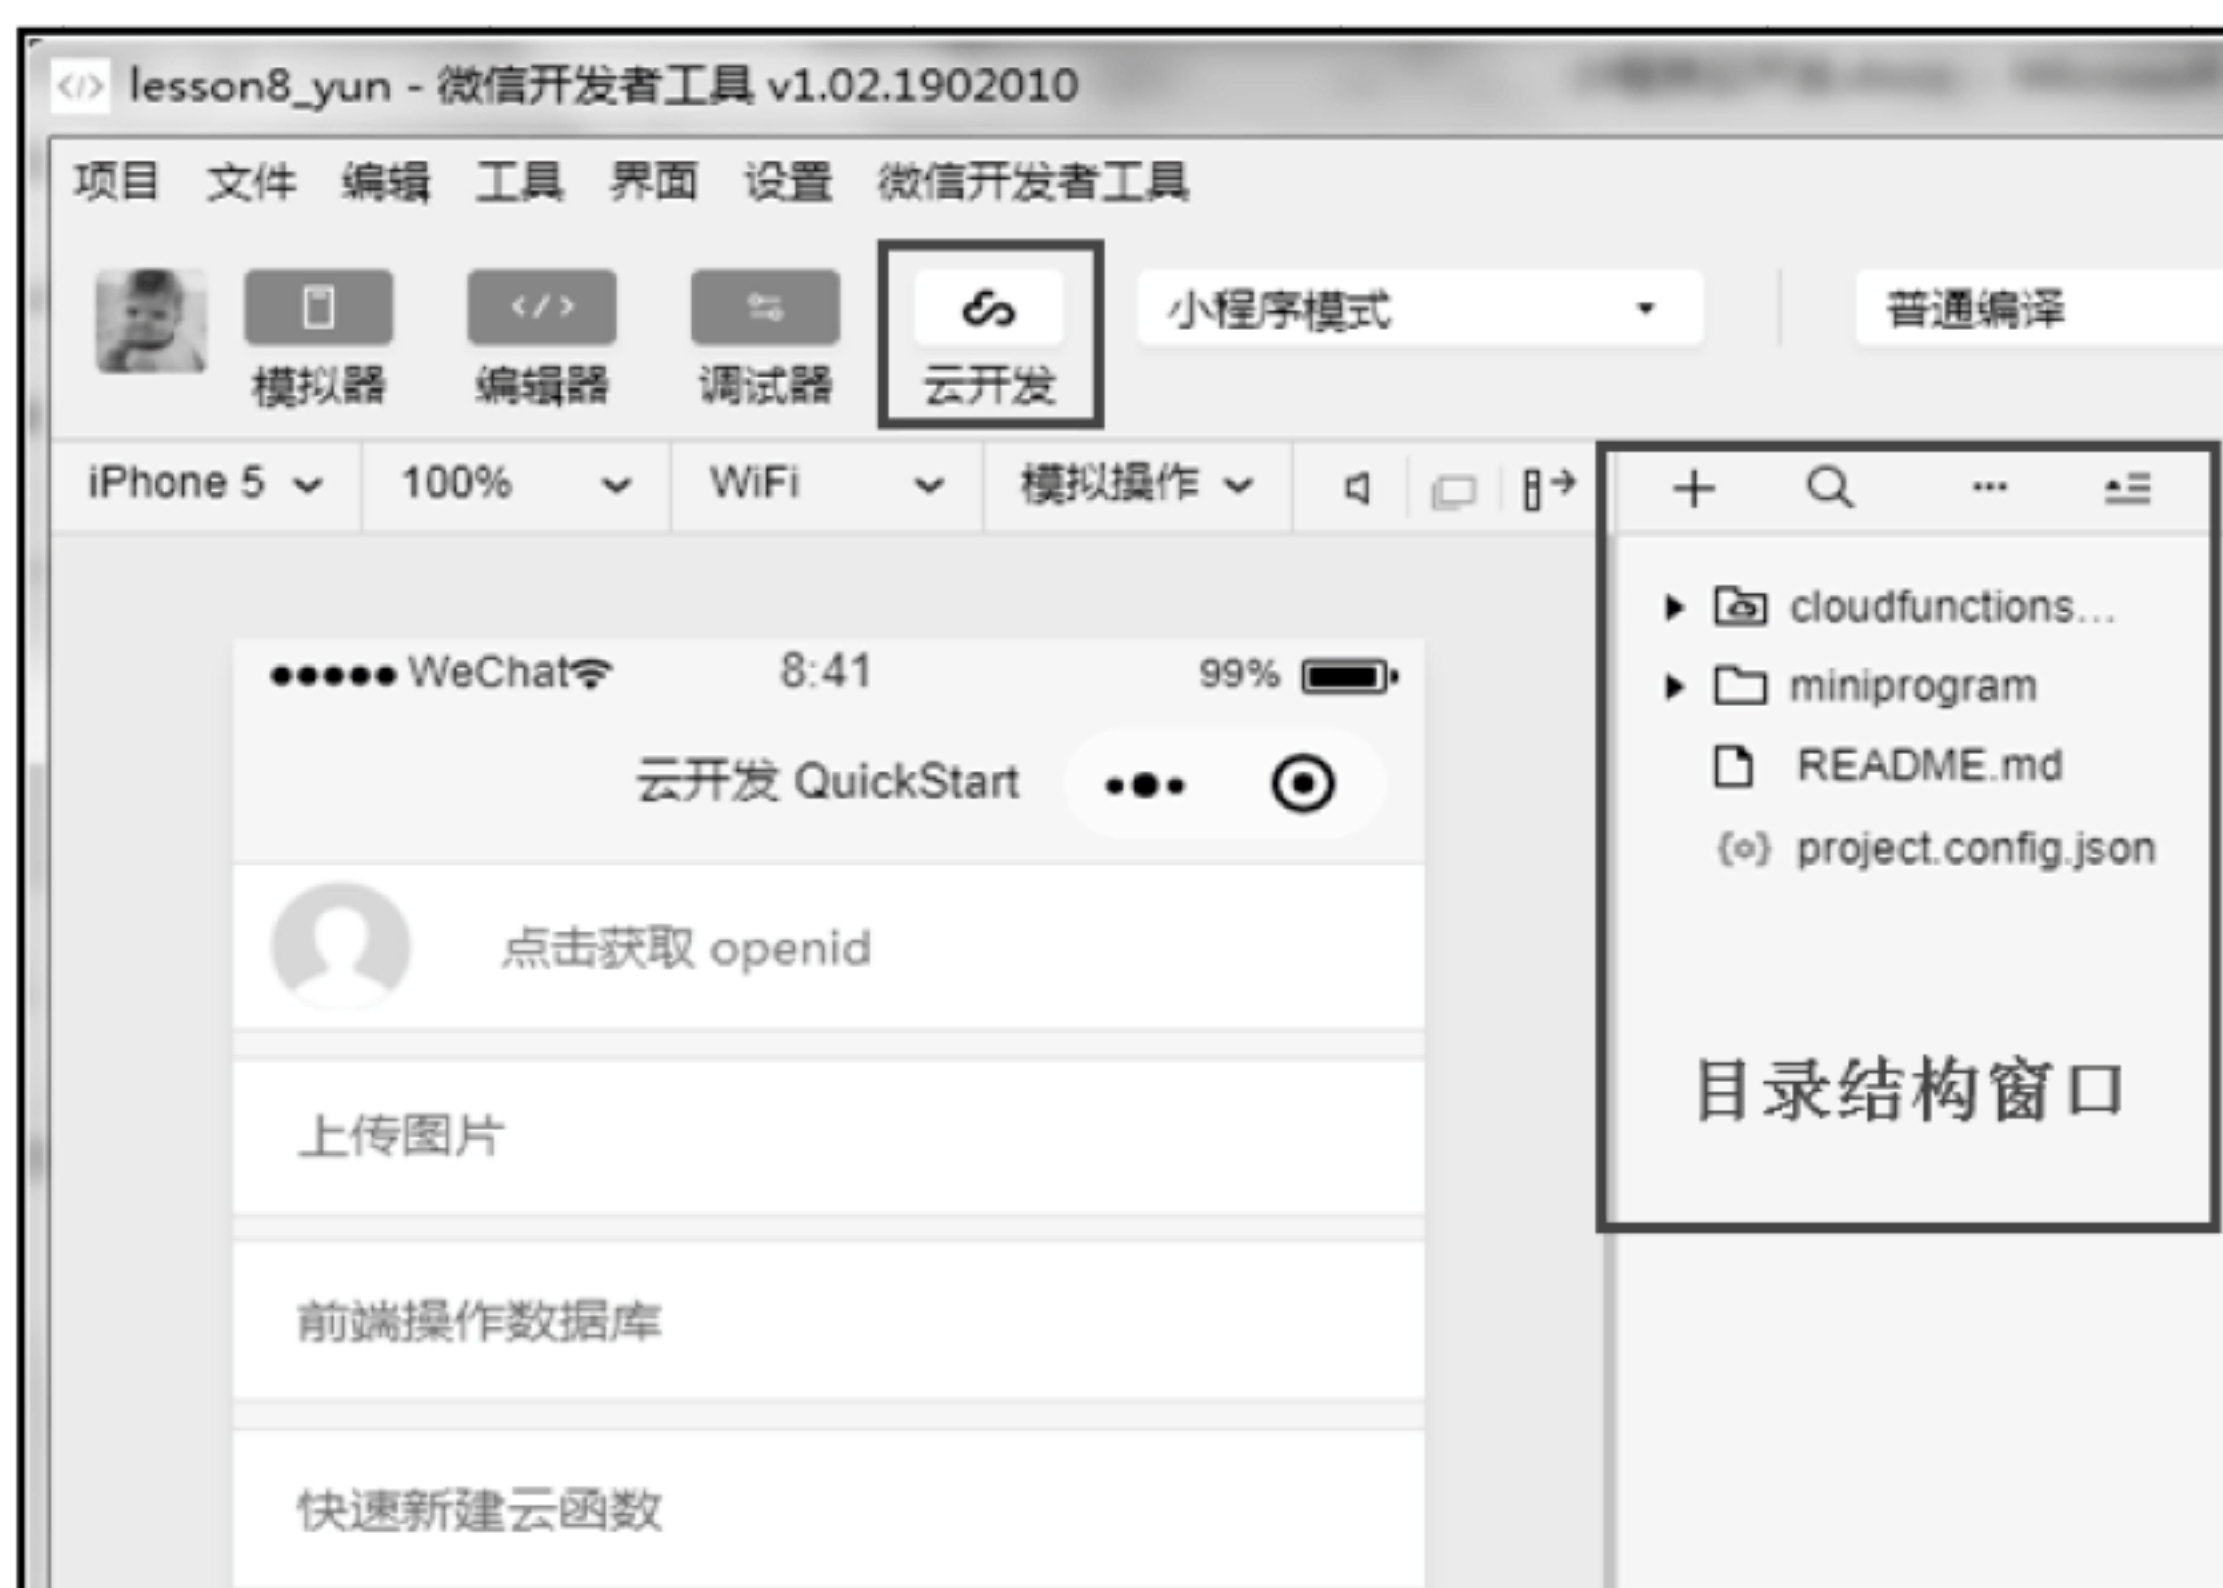 lesson8_yun - 微信开发者工具 v1.02.1902010
项目 文件 编辑 工具 界面 设置 微信开发者工具
小程序模式 普通编译
模拟器 编辑器 调试器 云开发
iPhone 5 100% WiFi 模拟操作
cloudfunctions...
miniprogram
README.md
project.config.json
目录结构窗口
WeChat 8:41 99%
云开发 QuickStart
点击获取 openid
上传图片
前端操作数据库
快速新建云函数